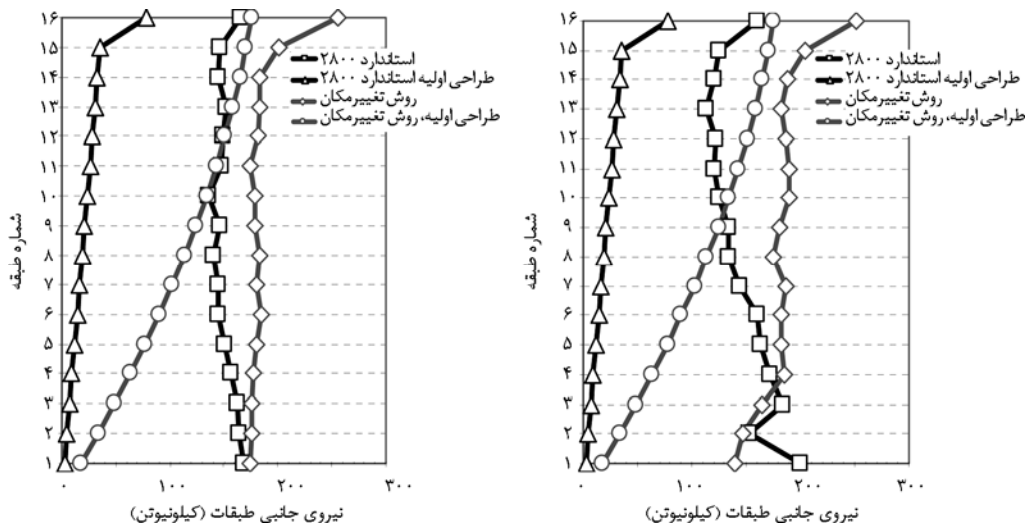 ۱۶
۱۵
۱۴
۱۳
۱۲
۱۱
۱۰
۹
۸
۷
۶
۵
۴
۳
۲
۱
شماره طبقه
استاندارد ۲۸۰۰
طراحی اولیه استاندارد ۲۸۰۰
روش تغییرمکان
طراحی اولیه، روش تغییرمکان
۰ ۱۰۰ ۲۰۰ ۳۰۰
نیروی جانبی طبقات (کیلونیوتن)
۱۶
۱۵
۱۴
۱۳
۱۲
۱۱
۱۰
۹
۸
۷
۶
۵
۴
۳
۲
۱
شماره طبقه
استاندارد ۲۸۰۰
طراحی اولیه استاندارد ۲۸۰۰
روش تغییرمکان
طراحی اولیه، روش تغییرمکان
۰ ۱۰۰ ۲۰۰ ۳۰۰
نیروی جانبی طبقات (کیلونیوتن)